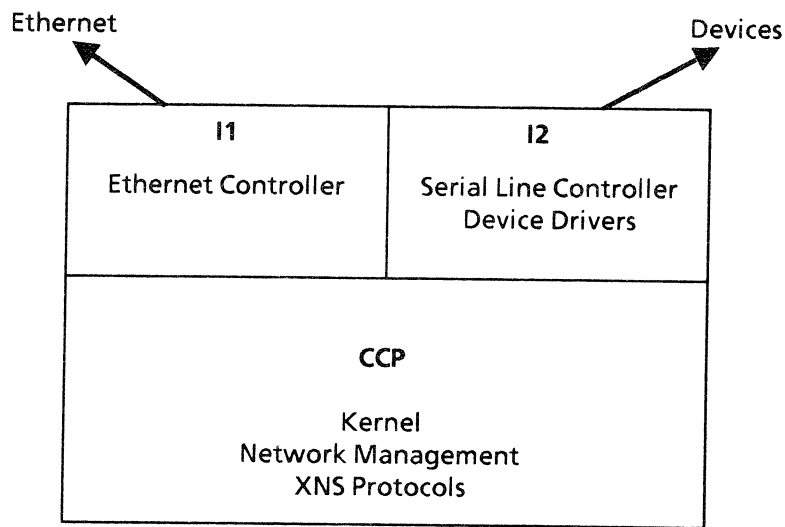 Ethernet
Devices
I1
Ethernet Controller
I2
Serial Line Controller
Device Drivers
CCP
Kernel
Network Management
XNS Protocols